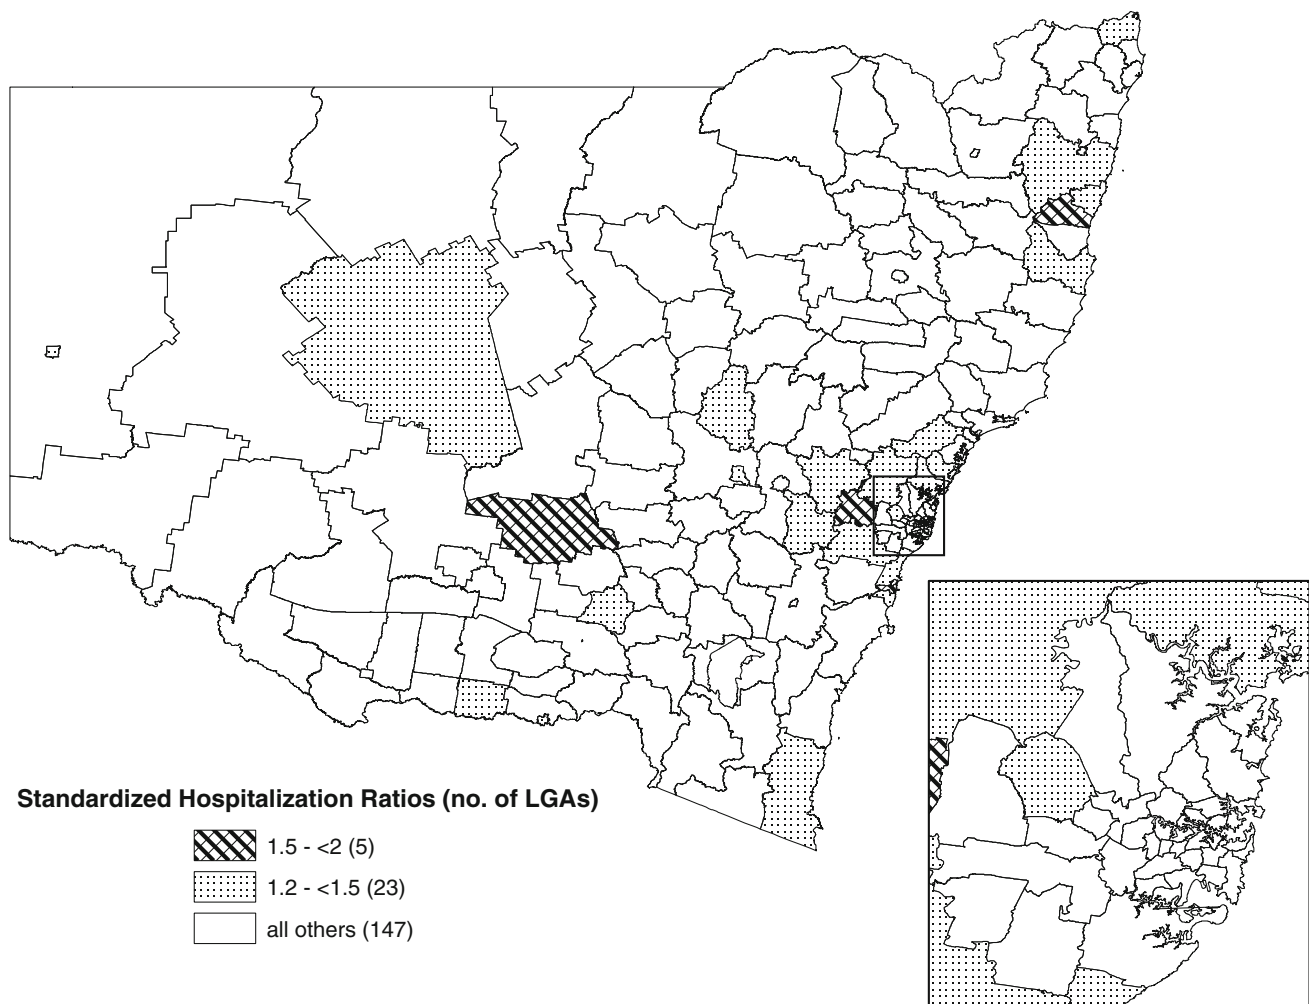 Standardized Hospitalization Ratios (no. of LGAs)
1.5 - <2 (5)
1.2 - <1.5 (23)
all others (147)